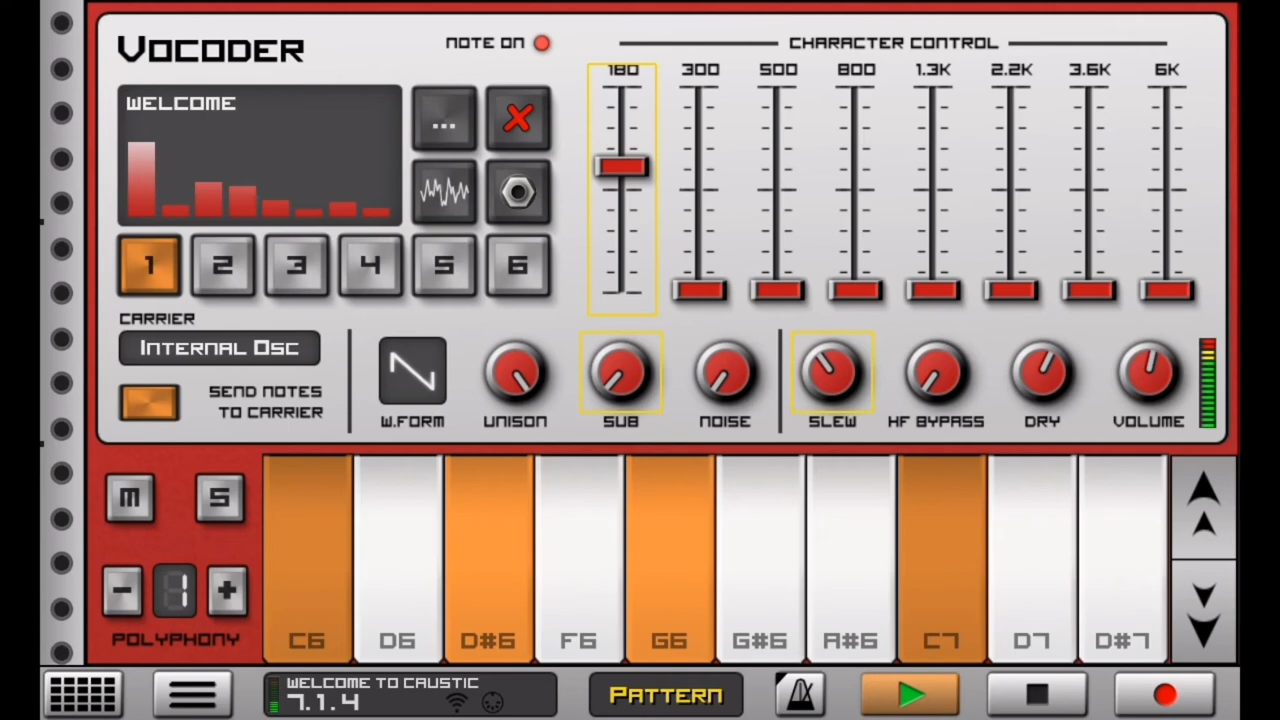 VOCODER
NOTE ON
CHARACTER CONTROL
180 300 500 800 1.3K 2.2K 3.6K 6K
WELCOME
...
1 2 3 4 5 6
CARRIER
INTERNAL OSC
SEND NOTES
TO CARRIER
W.FORM UNISON SUB NOISE SLEW HF BYPASS DRY VOLUME
M S
- 1 +
POLYPHONY
C6 D6 D#6 F6 G6 G#6 A#6 C7 D7 D#7
WELCOME TO CAUSTIC
7.1.4
PATTERN